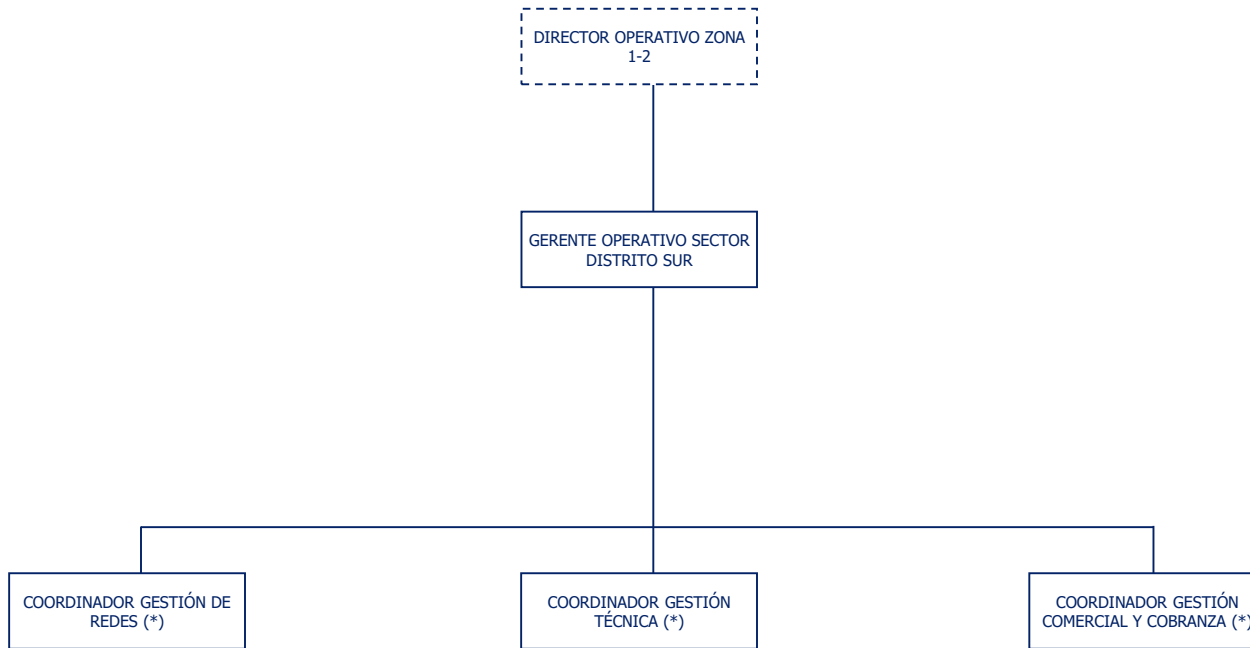 DIRECTOR OPERATIVO ZONA
1-2
GERENTE OPERATIVO SECTOR
DISTRITO SUR
COORDINADOR GESTIÓN DE
REDES (*)
COORDINADOR GESTIÓN
TÉCNICA (*)
COORDINADOR GESTIÓN
COMERCIAL Y COBRANZA (*)